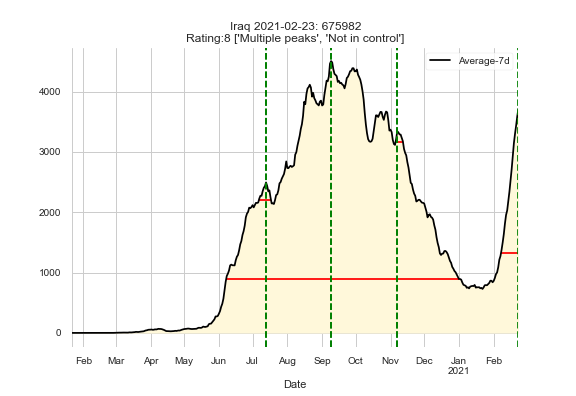 Iraq 2021-02-23: 675982
Rating:8 ['Multiple peaks', 'Not in control']
Average-7d
4000
3000
2000
1000
0
Feb Mar Apr May Jun Jul Aug Sep Oct Nov Dec Jan Feb
2021
Date